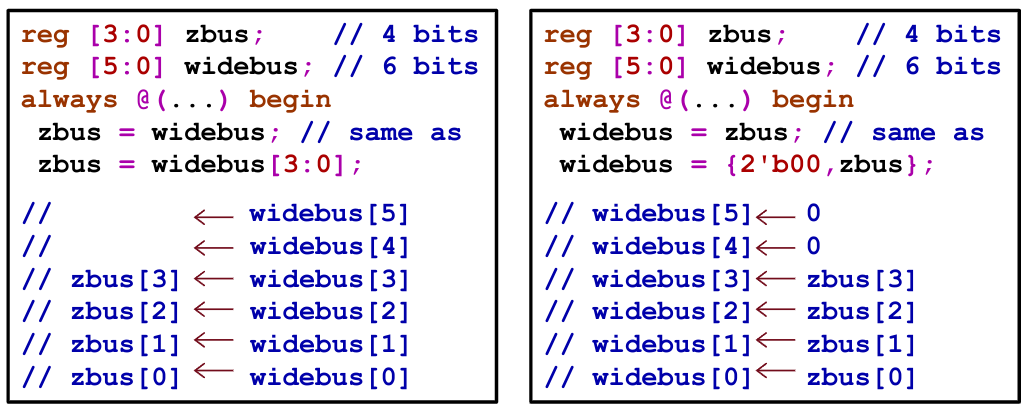 reg [3:0] zbus;    // 4 bits
reg [5:0] widebus; // 6 bits
always @(...) begin
 zbus = widebus; // same as
 zbus = widebus[3:0];
//         ← widebus[5]
//         ← widebus[4]
// zbus[3] ← widebus[3]
// zbus[2] ← widebus[2]
// zbus[1] ← widebus[1]
// zbus[0] ← widebus[0]
reg [3:0] zbus;    // 4 bits
reg [5:0] widebus; // 6 bits
always @(...) begin
 widebus = zbus; // same as
 widebus = {2'b00,zbus};
// widebus[5]← 0
// widebus[4]← 0
// widebus[3]← zbus[3]
// widebus[2]← zbus[2]
// widebus[1]← zbus[1]
// widebus[0]← zbus[0]